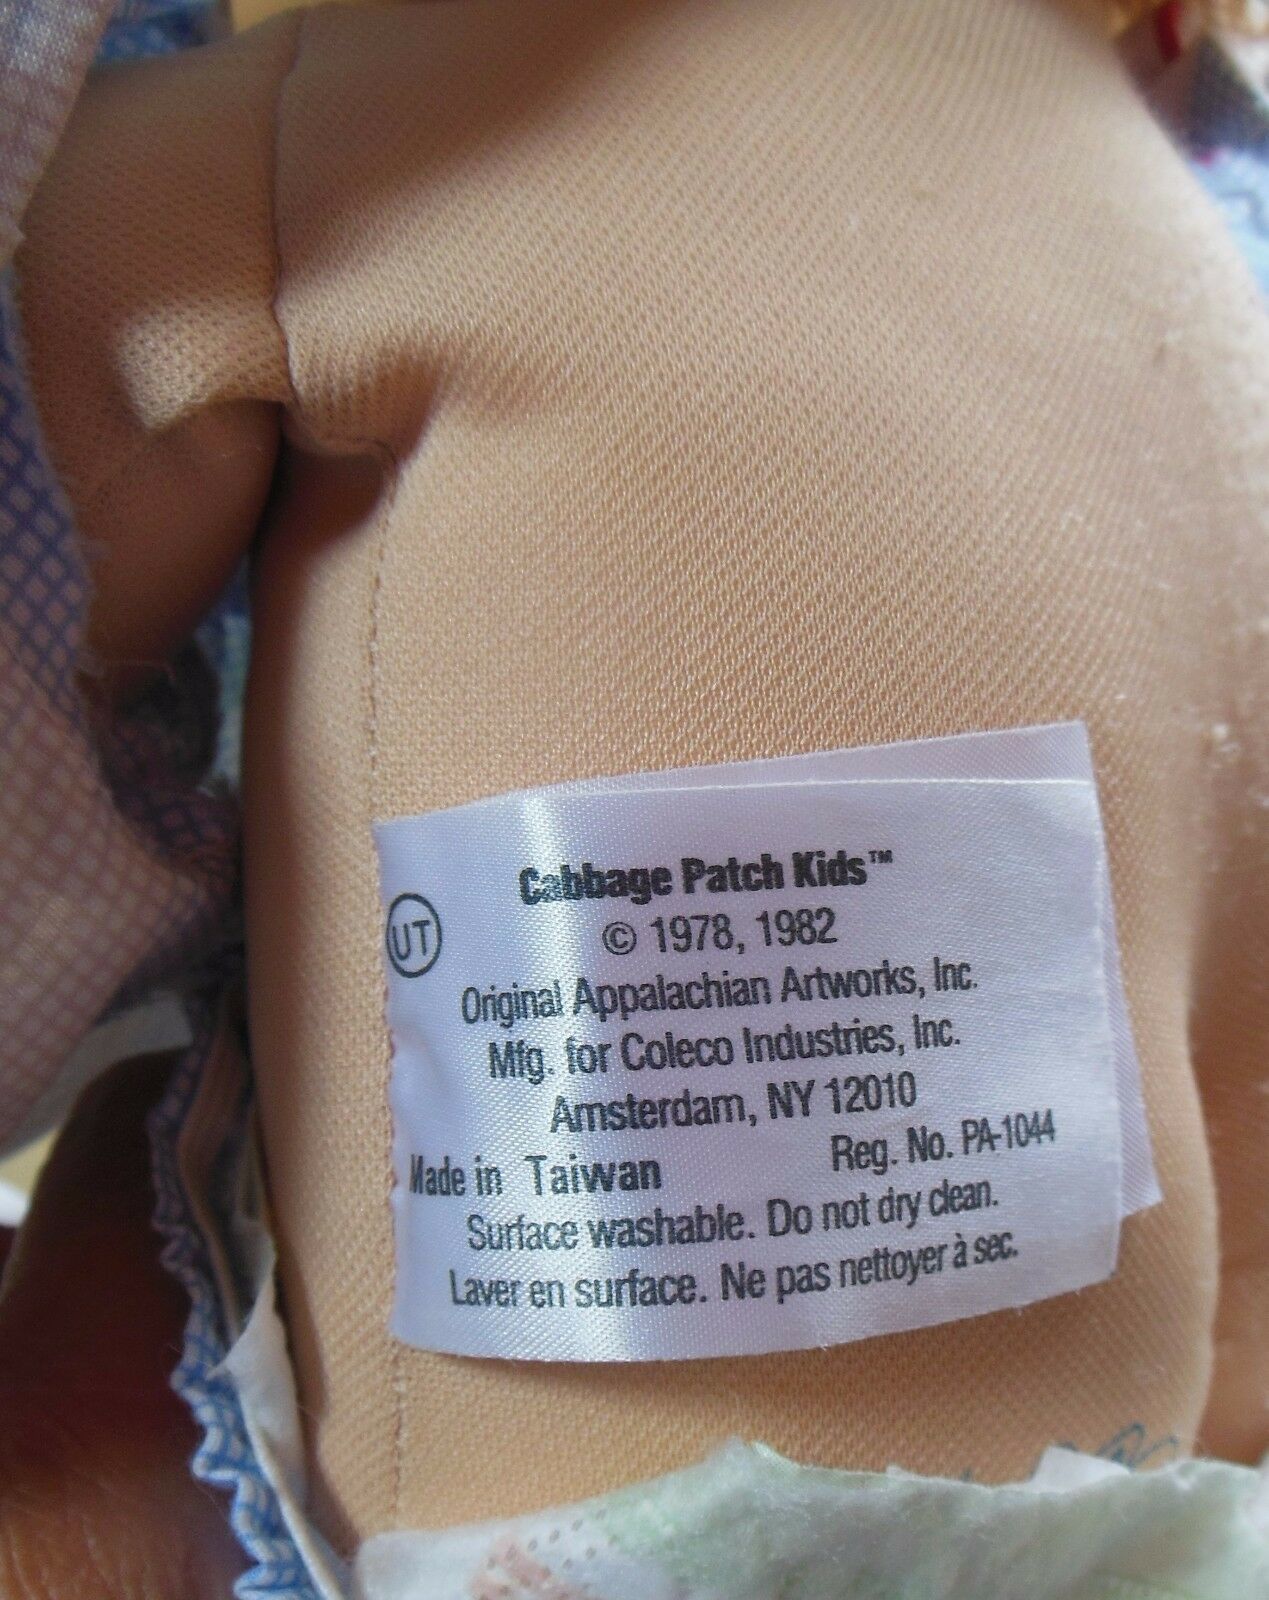 Cabbage Patch Kids™
UT
© 1978, 1982
Original Appalachian Artworks, Inc.
Mfg. for Coleco Industries, Inc.
Amsterdam, NY 12010
Reg. No. PA-1044
Made in Taiwan
Surface washable. Do not dry clean.
Laver en surface. Ne pas nettoyer à sec.